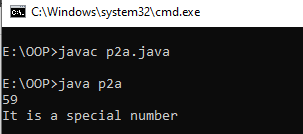 C:\Windows\system32\cmd.exe
E:\OOP>javac p2a.java
E:\OOP>java p2a
59
It is a special number